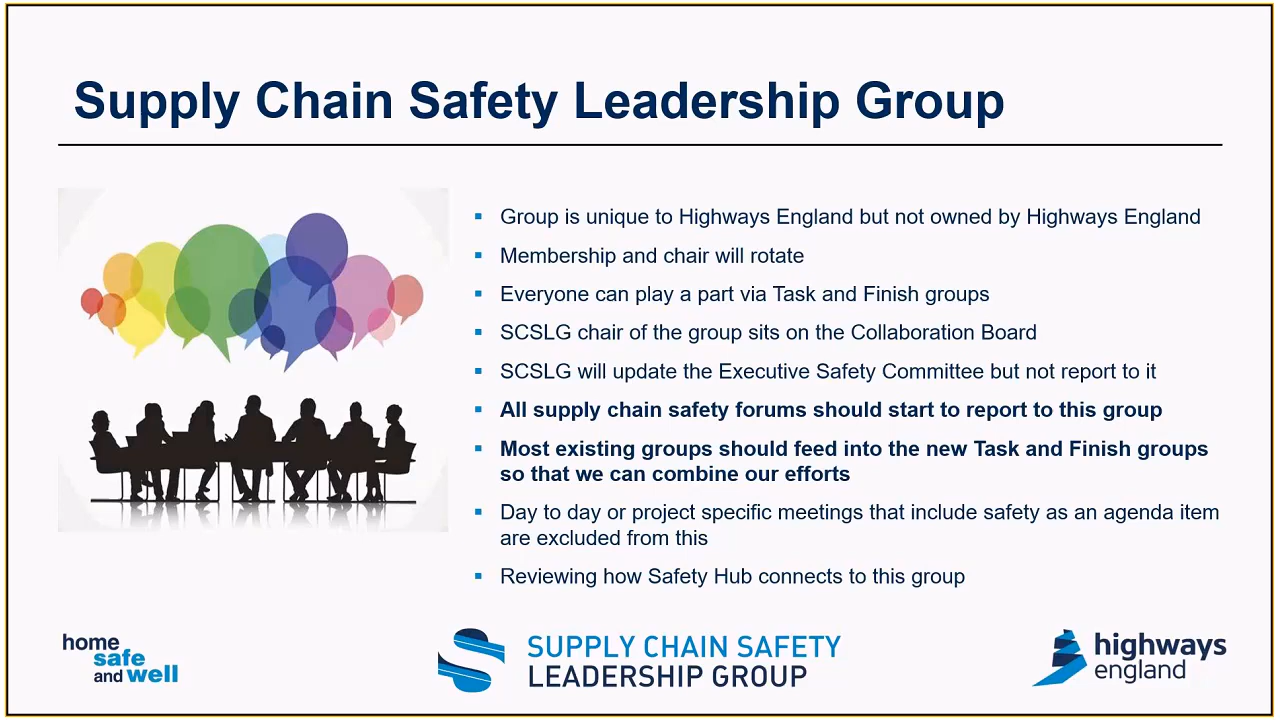 Supply Chain Safety Leadership Group
▪ Group is unique to Highways England but not owned by Highways England
▪ Membership and chair will rotate
▪ Everyone can play a part via Task and Finish groups
▪ SCSLG chair of the group sits on the Collaboration Board
▪ SCSLG will update the Executive Safety Committee but not report to it
▪ All supply chain safety forums should start to report to this group
▪ Most existing groups should feed into the new Task and Finish groups
so that we can combine our efforts
▪ Day to day or project specific meetings that include safety as an agenda item
are excluded from this
▪ Reviewing how Safety Hub connects to this group
home
safe
and well
SUPPLY CHAIN SAFETY
LEADERSHIP GROUP
highways
england